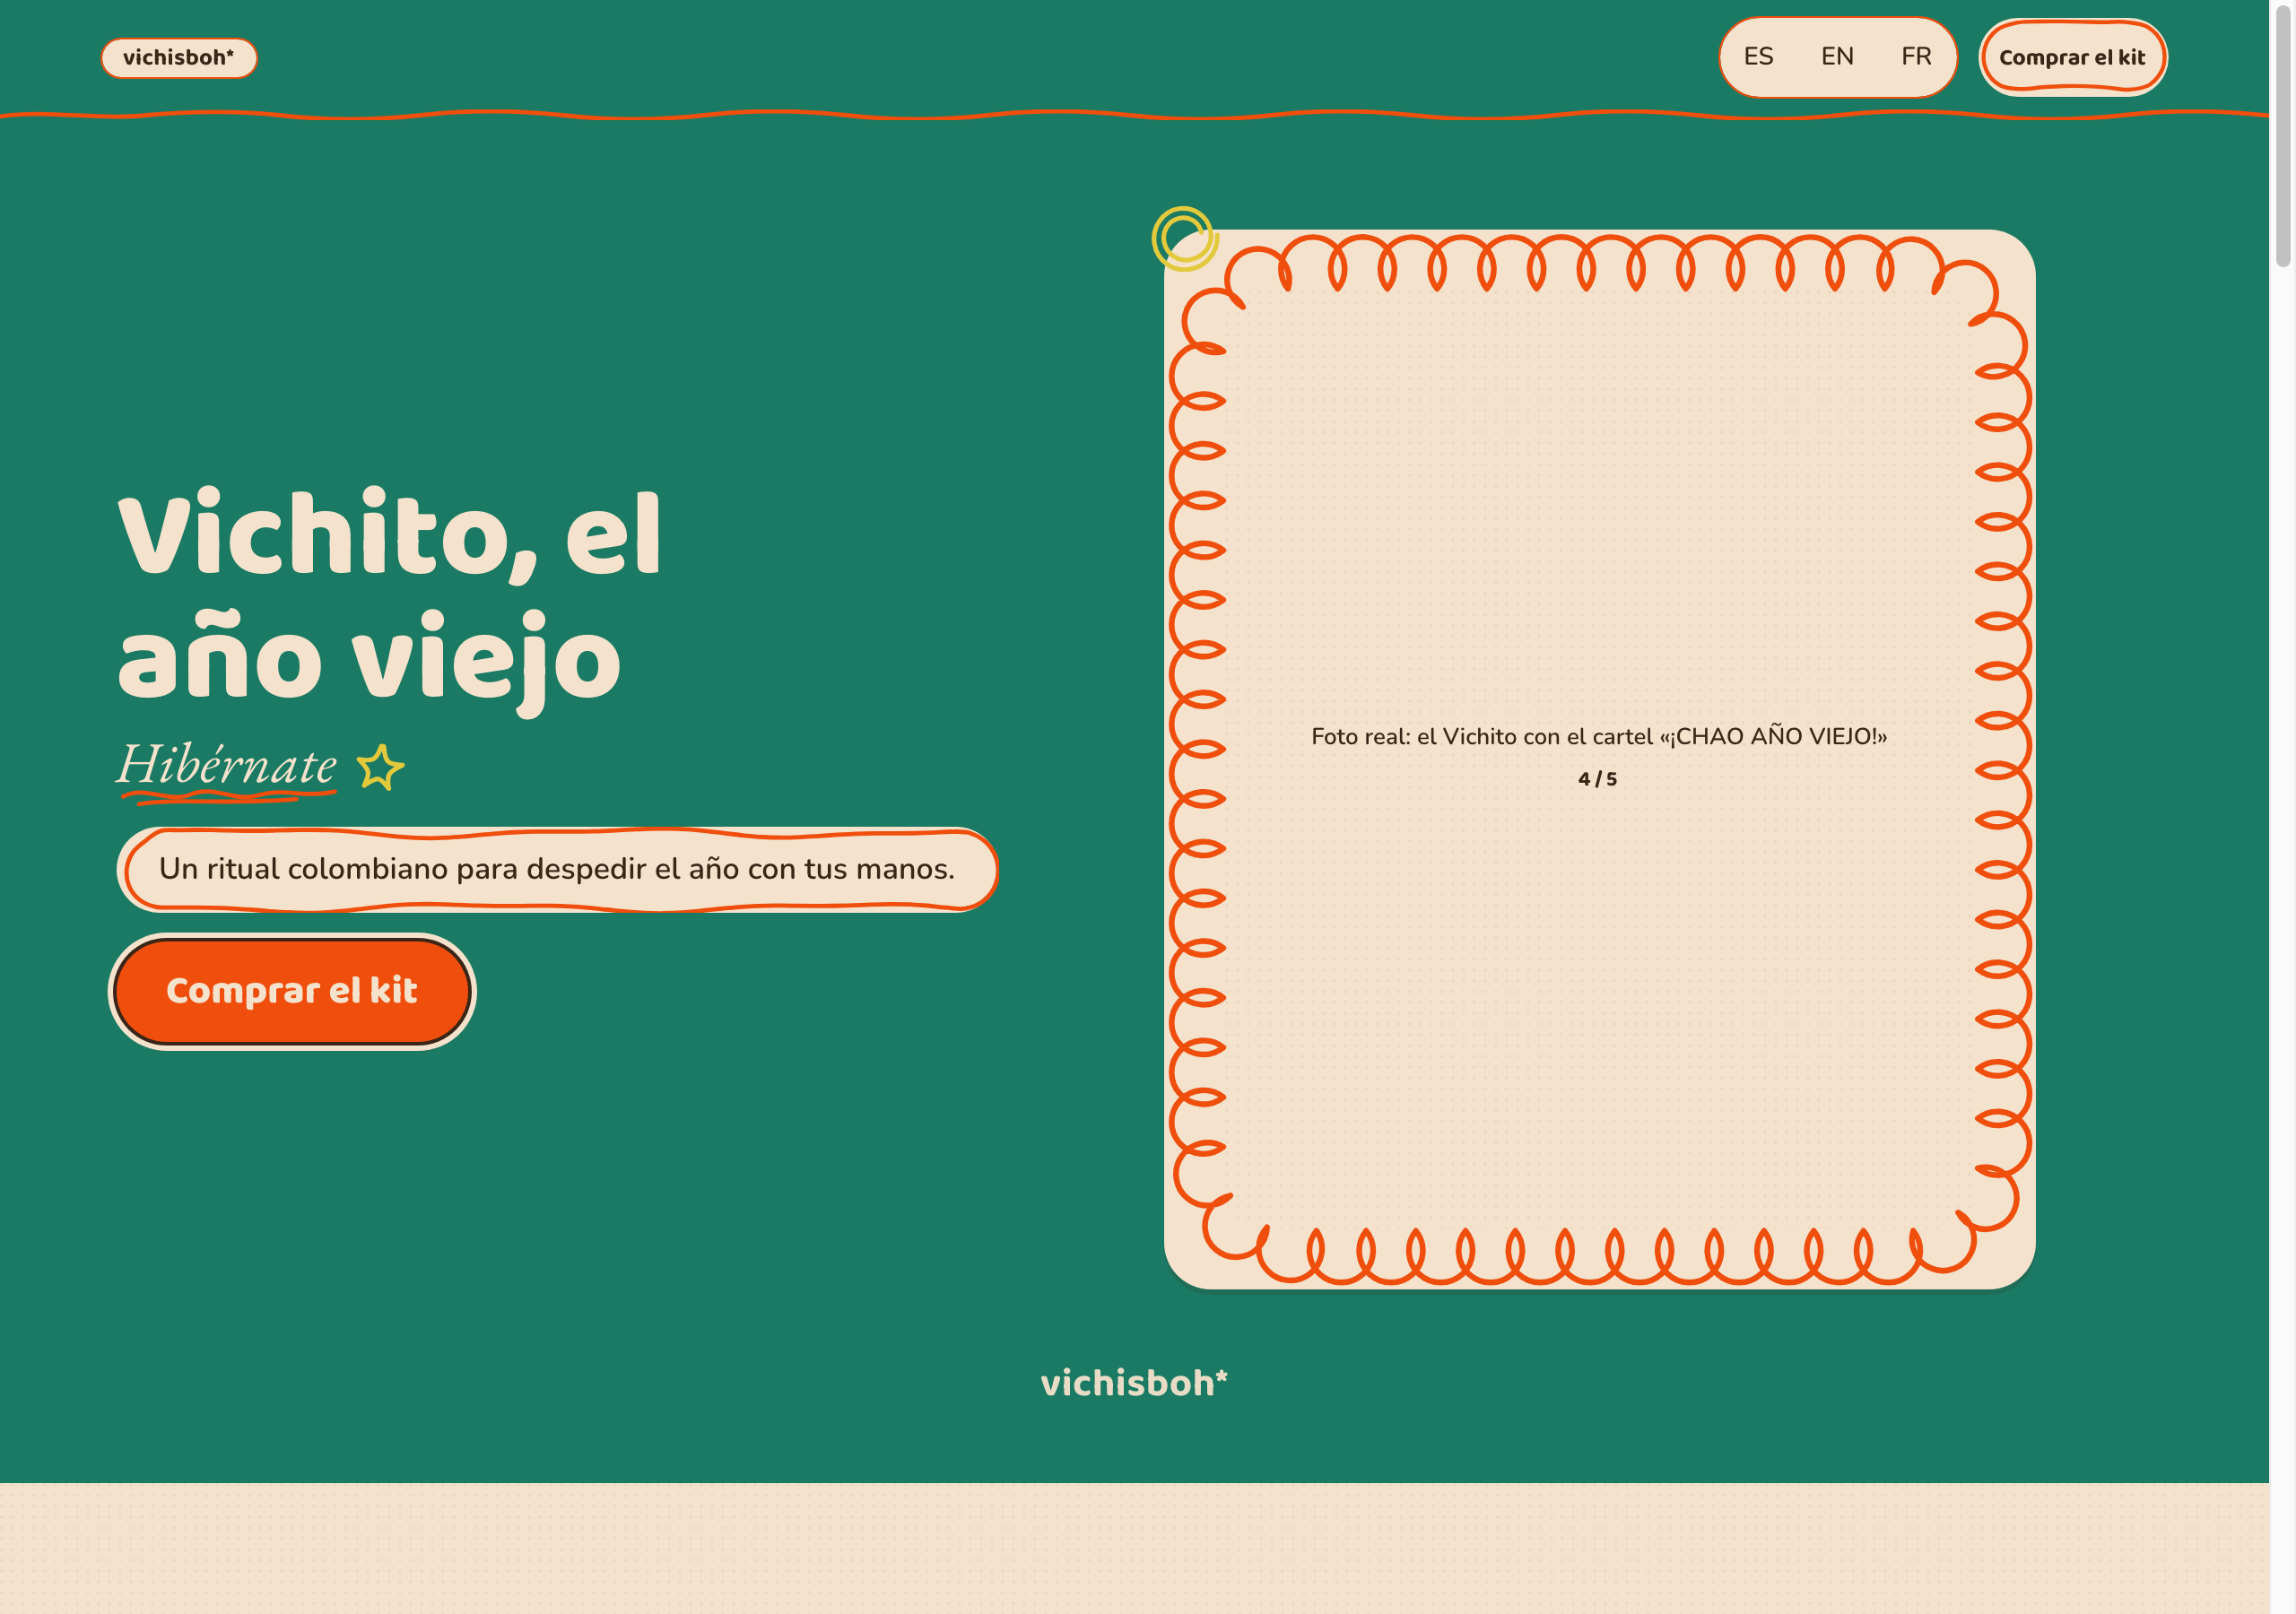 vichisboh*
ES EN FR
Comprar el kit
Vichito, el
año viejo
Hibérnate
Un ritual colombiano para despedir el año con tus manos.
Comprar el kit
Foto real: el Vichito con el cartel «¡CHAO AÑO VIEJO!»
4 / 5
vichisboh*